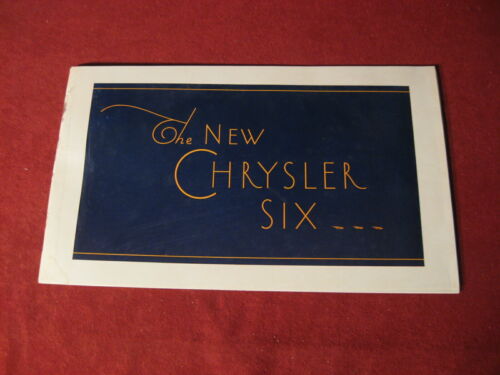 The NEW
CHRYSLER
SIX ---